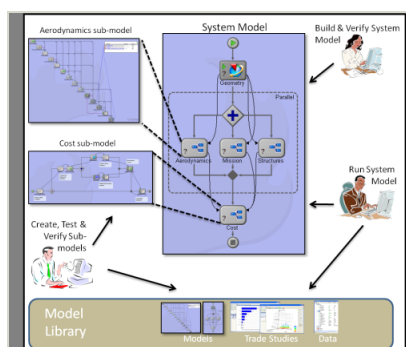 System Model
Aerodynamics sub-model
Build & Verify System
Model
Geometry
Parallel
Cost sub-model
Aerodynamics
Mission
Structures
Run System
Model
Create, Test &
Verify Sub-
models
Cost
Model
Library
Models
Trade Studies
Data